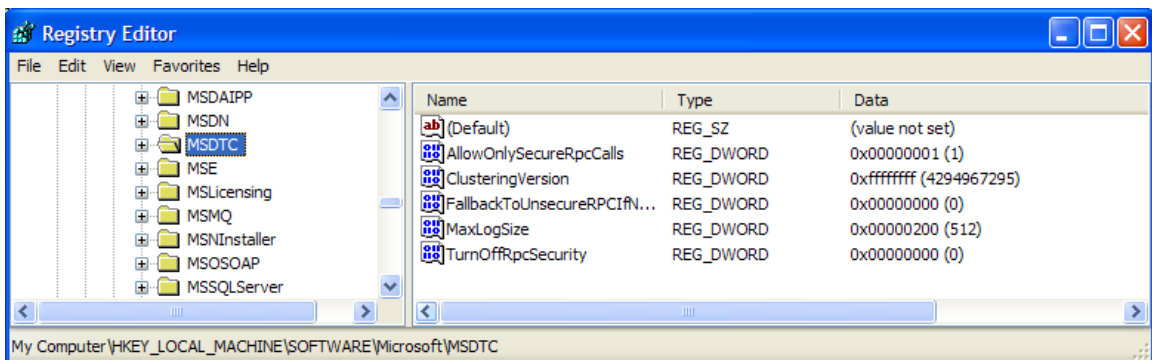 Registry Editor
File Edit View Favorites Help
MSDAIPP
MSDN
MSDTC
MSE
MSLicensing
MSMQ
MSNInstaller
MSOSOAP
MSSQLServer
Name Type Data
ab (Default) REG_SZ (value not set)
AllowOnlySecureRpcCalls REG_DWORD 0x00000001 (1)
ClusteringVersion REG_DWORD 0xffffffff (4294967295)
FallbackToUnsecureRPCIfN... REG_DWORD 0x00000000 (0)
MaxLogSize REG_DWORD 0x00000200 (512)
TurnOffRpcSecurity REG_DWORD 0x00000000 (0)
My Computer\HKEY_LOCAL_MACHINE\SOFTWARE\Microsoft\MSDTC